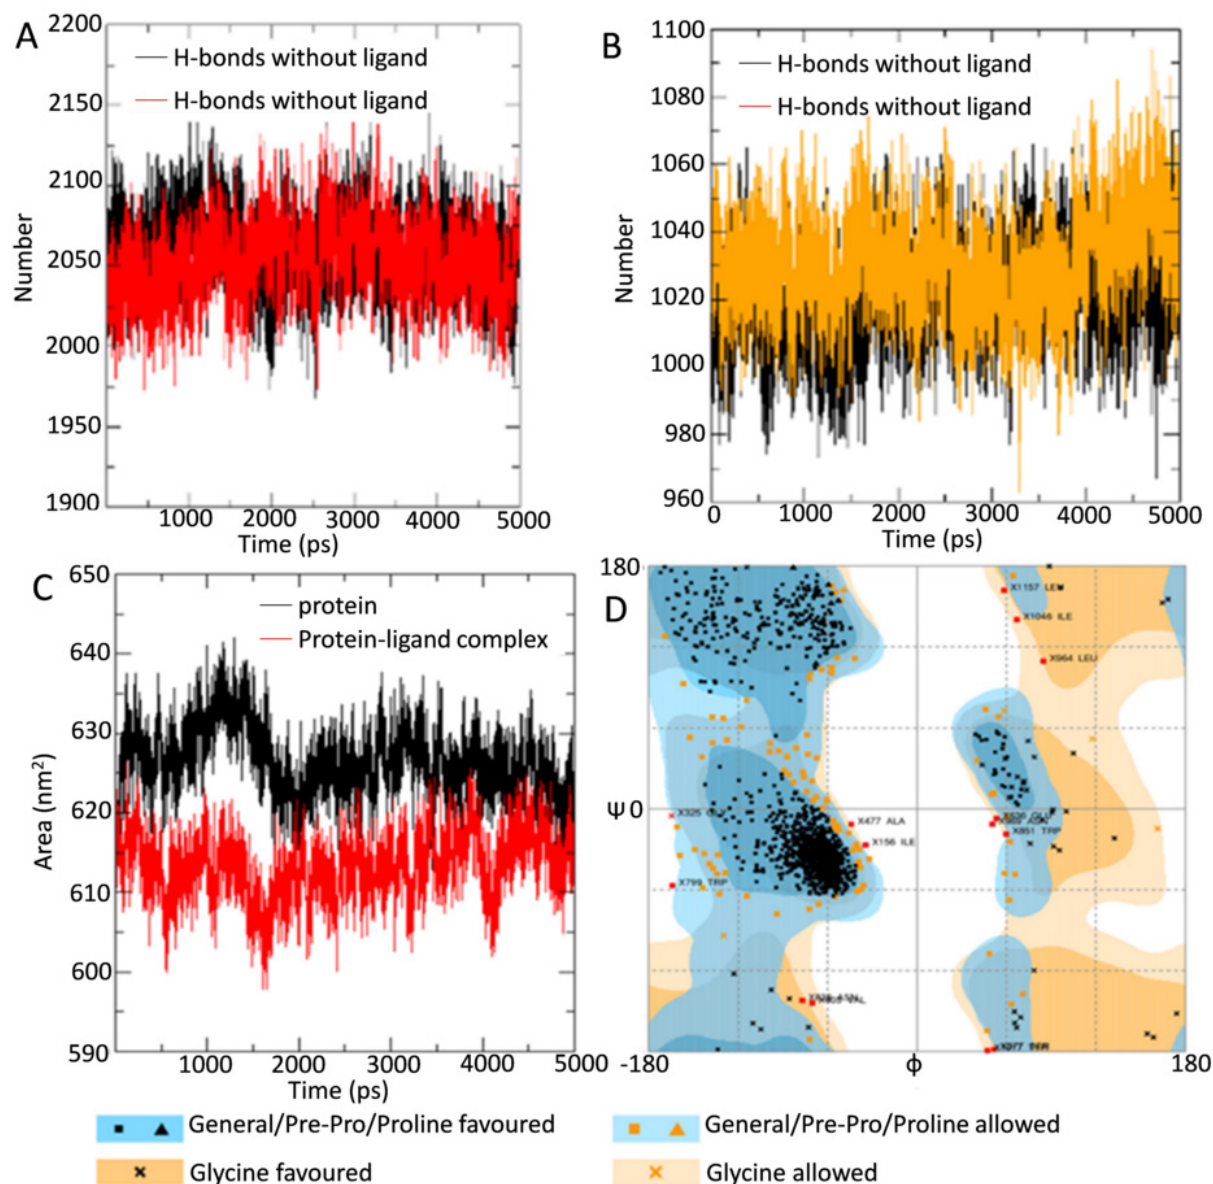 A
2200
2150
2100
2050
2000
1950
1900
Number
H-bonds without ligand
H-bonds without ligand
1000 2000 3000 4000 5000
Time (ps)
B
1100
1080
1060
1040
1020
1000
980
960
Number
H-bonds without ligand
H-bonds without ligand
0 1000 2000 3000 4000 5000
Time (ps)
C
650
640
630
620
610
600
590
Area (nm²)
protein
Protein-ligand complex
1000 2000 3000 4000 5000
Time (ps)
D
180
X1157 LEU
X1046 ILE
X964 LEU
Ψ 0
X325
X477 ALA
X851 TRP
X156 ILE
X799 TRP
-180 Φ 180
General/Pre-Pro/Proline favoured
General/Pre-Pro/Proline allowed
Glycine favoured
Glycine allowed